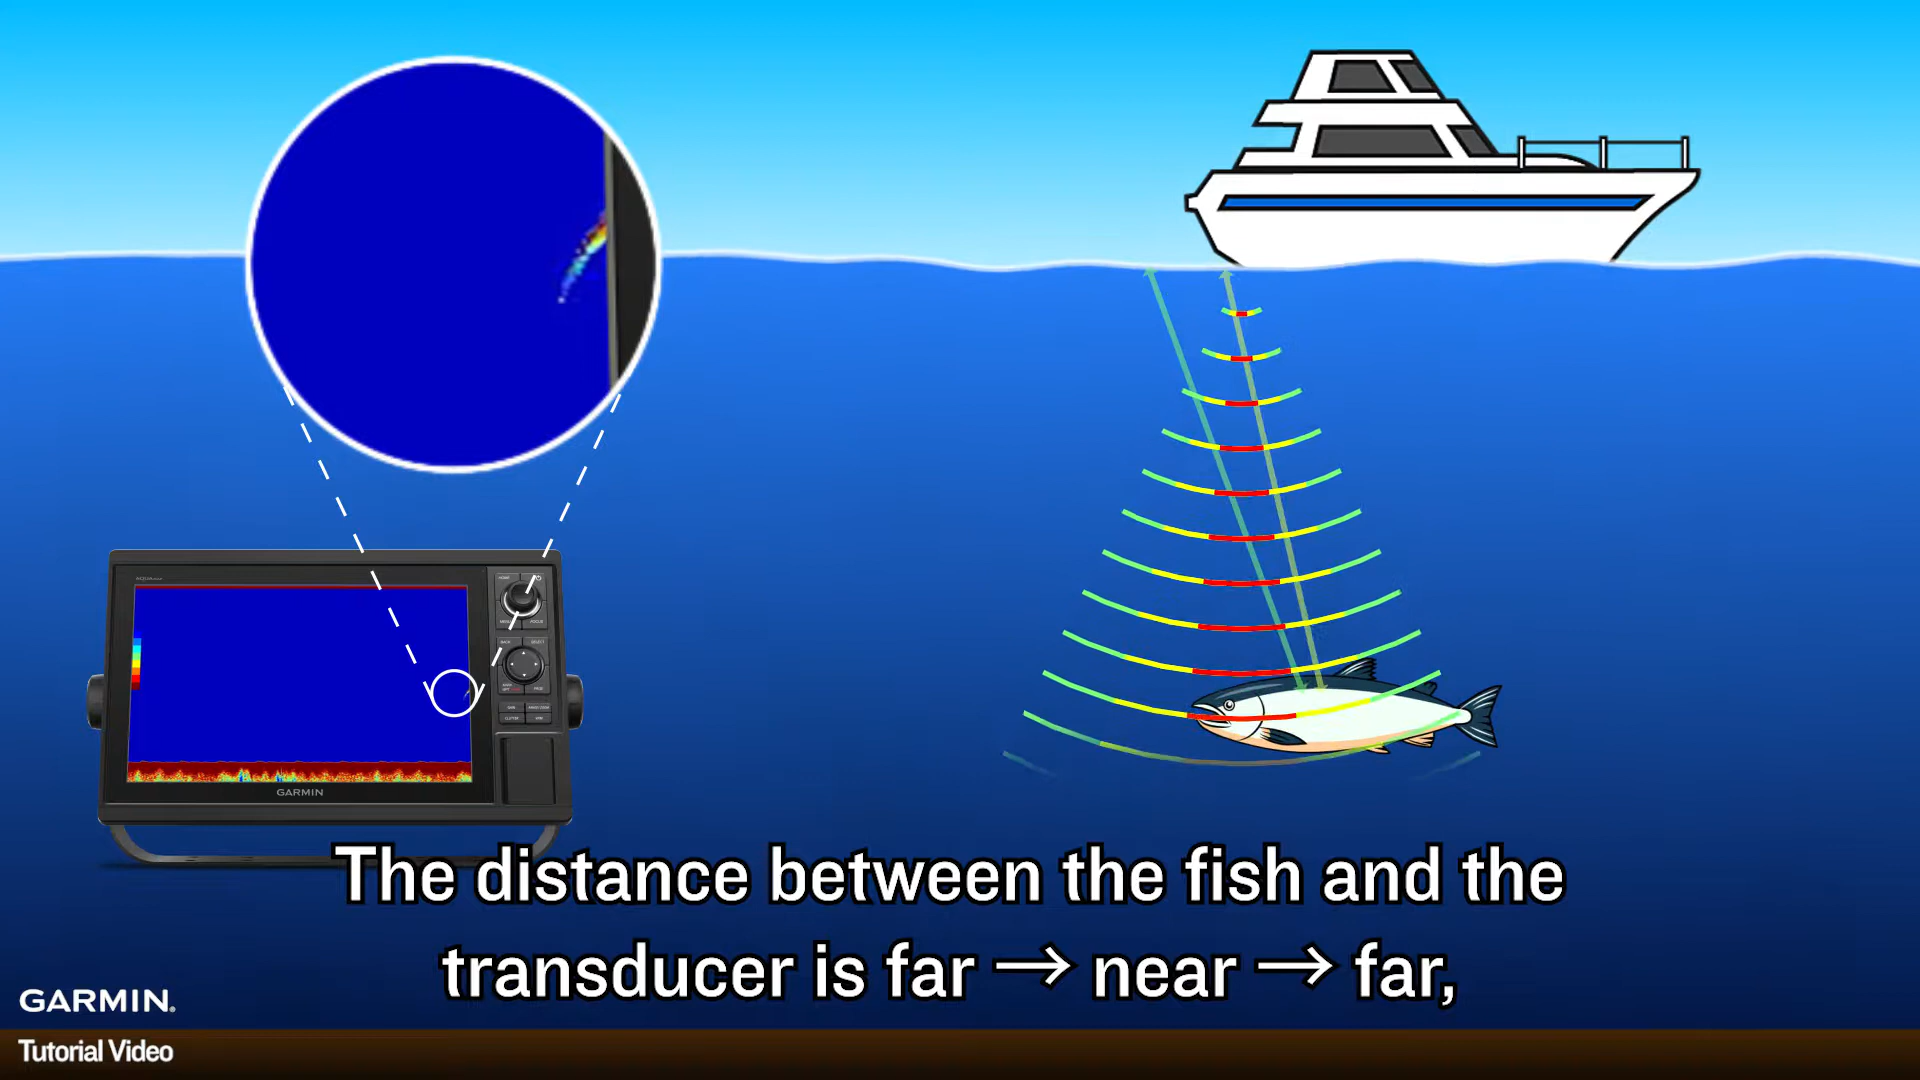 GARMIN
The distance between the fish and the
transducer is far → near → far,
GARMIN.
Tutorial Video